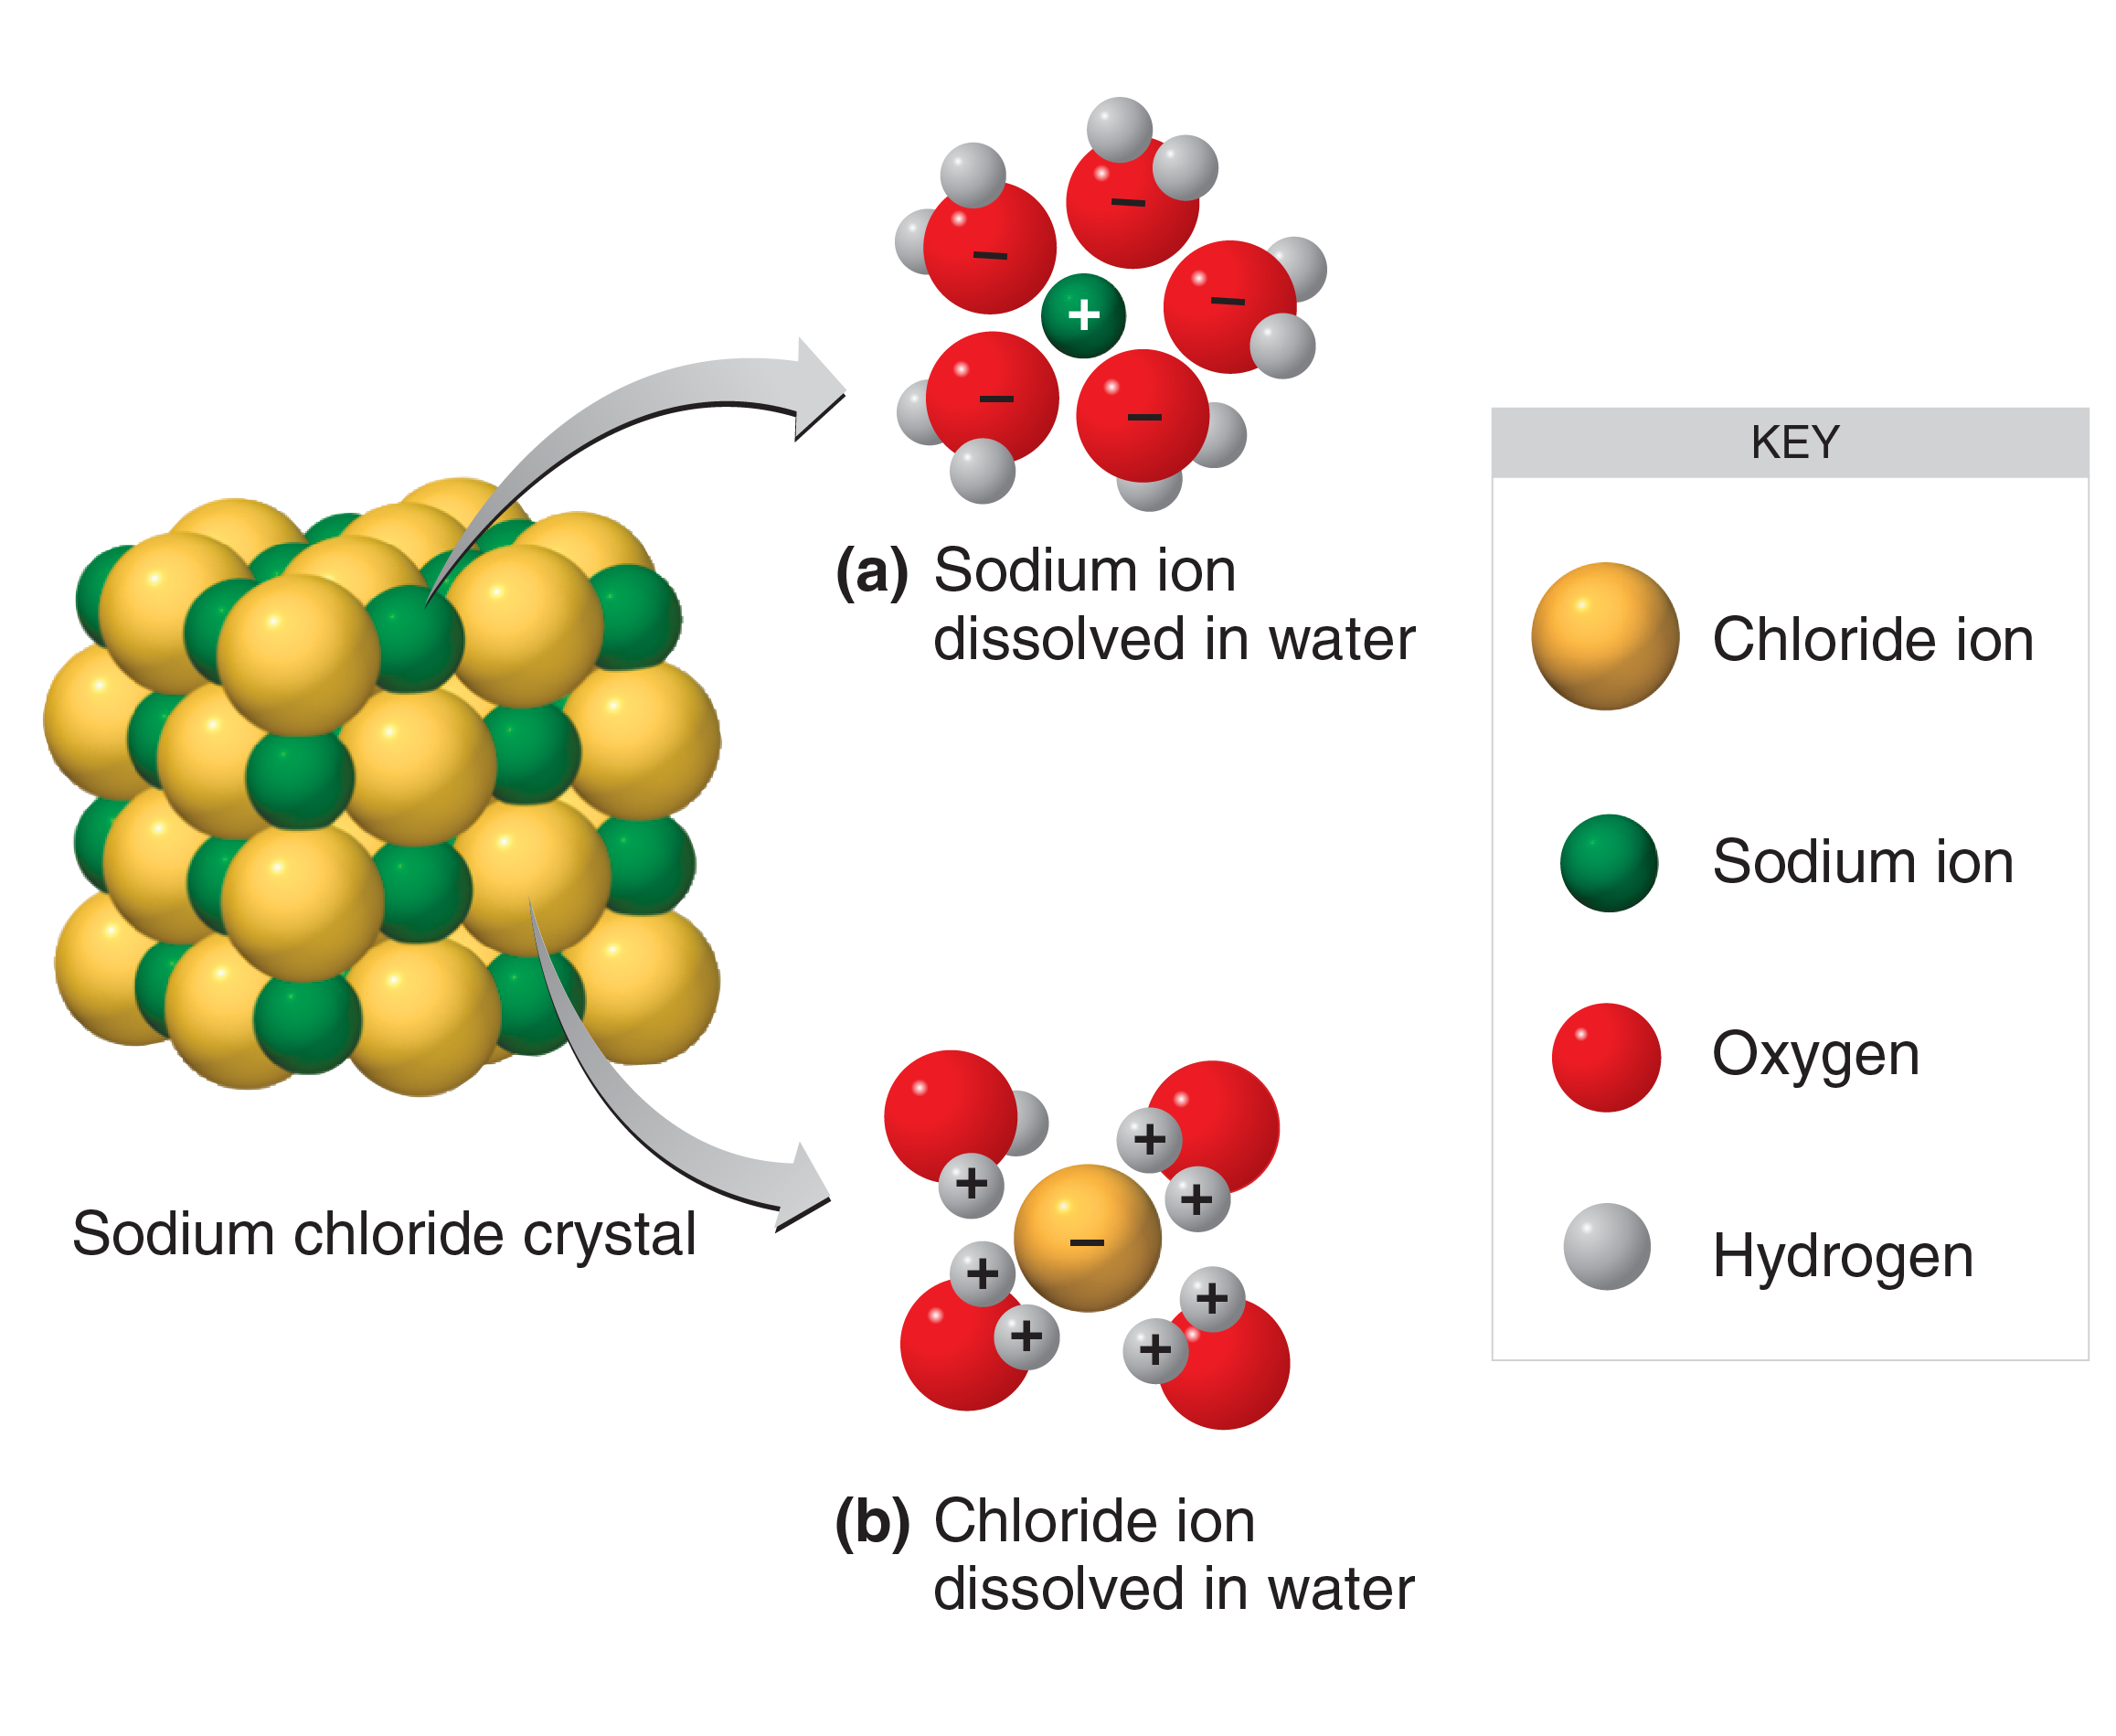 Sodium chloride crystal
–
–
–
+
–
–
(a) Sodium ion
dissolved in water
+
+
+
–
+
+
+
+
(b) Chloride ion
dissolved in water
KEY
Chloride ion
Sodium ion
Oxygen
Hydrogen